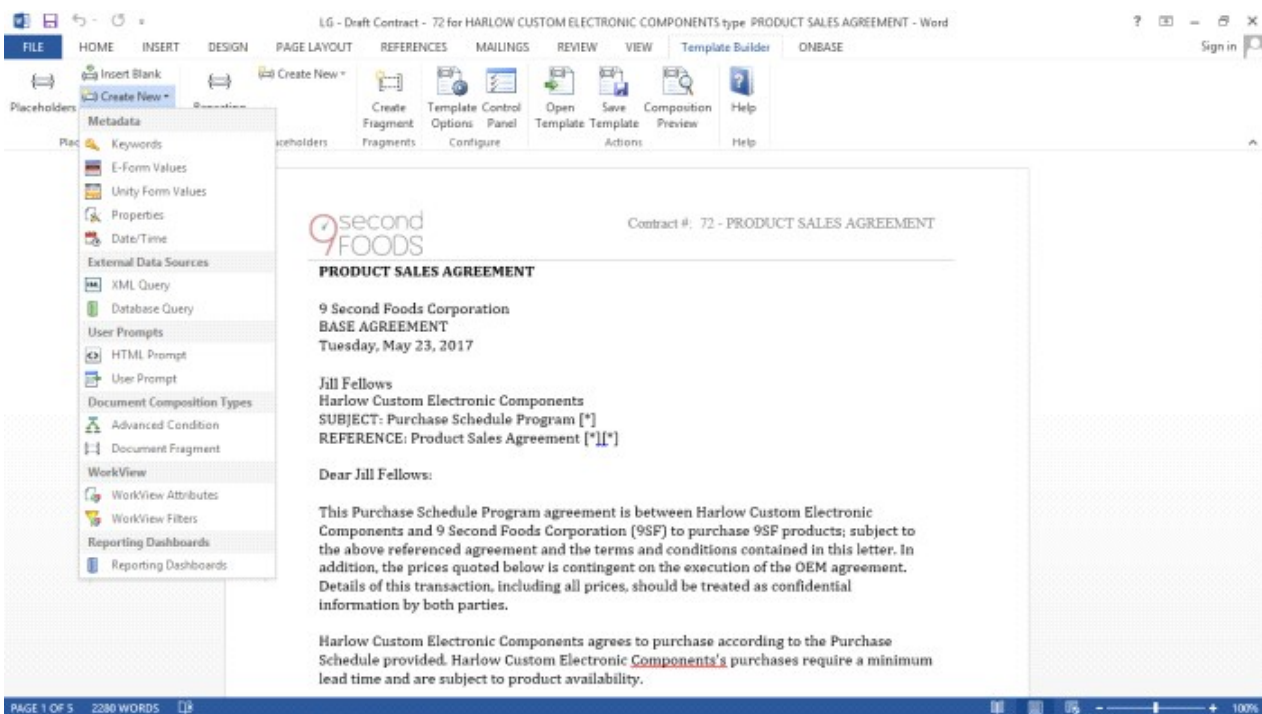 LG - Draft Contract - 72 for HARLOW CUSTOM ELECTRONIC COMPONENTS type PRODUCT SALES AGREEMENT - Word
FILE HOME INSERT DESIGN PAGE LAYOUT REFERENCES MAILINGS REVIEW VIEW Template Builder ONBASE Sign in
Placeholders
Insert Blank
Create New
Create New
Create Fragment
Template Options
Control Panel
Open Template
Save Template
Composition Preview
Help
Fragments Configure Actions Help
Metadata
Keywords
E-Form Values
Unity Form Values
Properties
Date/Time
External Data Sources
XML Query
Database Query
User Prompts
HTML Prompt
User Prompt
Document Composition Types
Advanced Condition
Document Fragment
WorkView
WorkView Attributes
WorkView Filters
Reporting Dashboards
Reporting Dashboards
9 second FOODS
Contract #: 72 - PRODUCT SALES AGREEMENT
PRODUCT SALES AGREEMENT
9 Second Foods Corporation
BASE AGREEMENT
Tuesday, May 23, 2017
Jill Fellows
Harlow Custom Electronic Components
SUBJECT: Purchase Schedule Program [*]
REFERENCE: Product Sales Agreement [*][*]
Dear Jill Fellows:
This Purchase Schedule Program agreement is between Harlow Custom Electronic
Components and 9 Second Foods Corporation (9SF) to purchase 9SF products; subject to
the above referenced agreement and the terms and conditions contained in this letter. In
addition, the prices quoted below is contingent on the execution of the OEM agreement.
Details of this transaction, including all prices, should be treated as confidential
information by both parties.
Harlow Custom Electronic Components agrees to purchase according to the Purchase
Schedule provided. Harlow Custom Electronic Components's purchases require a minimum
lead time and are subject to product availability.
PAGE 1 OF 5 2280 WORDS 100%